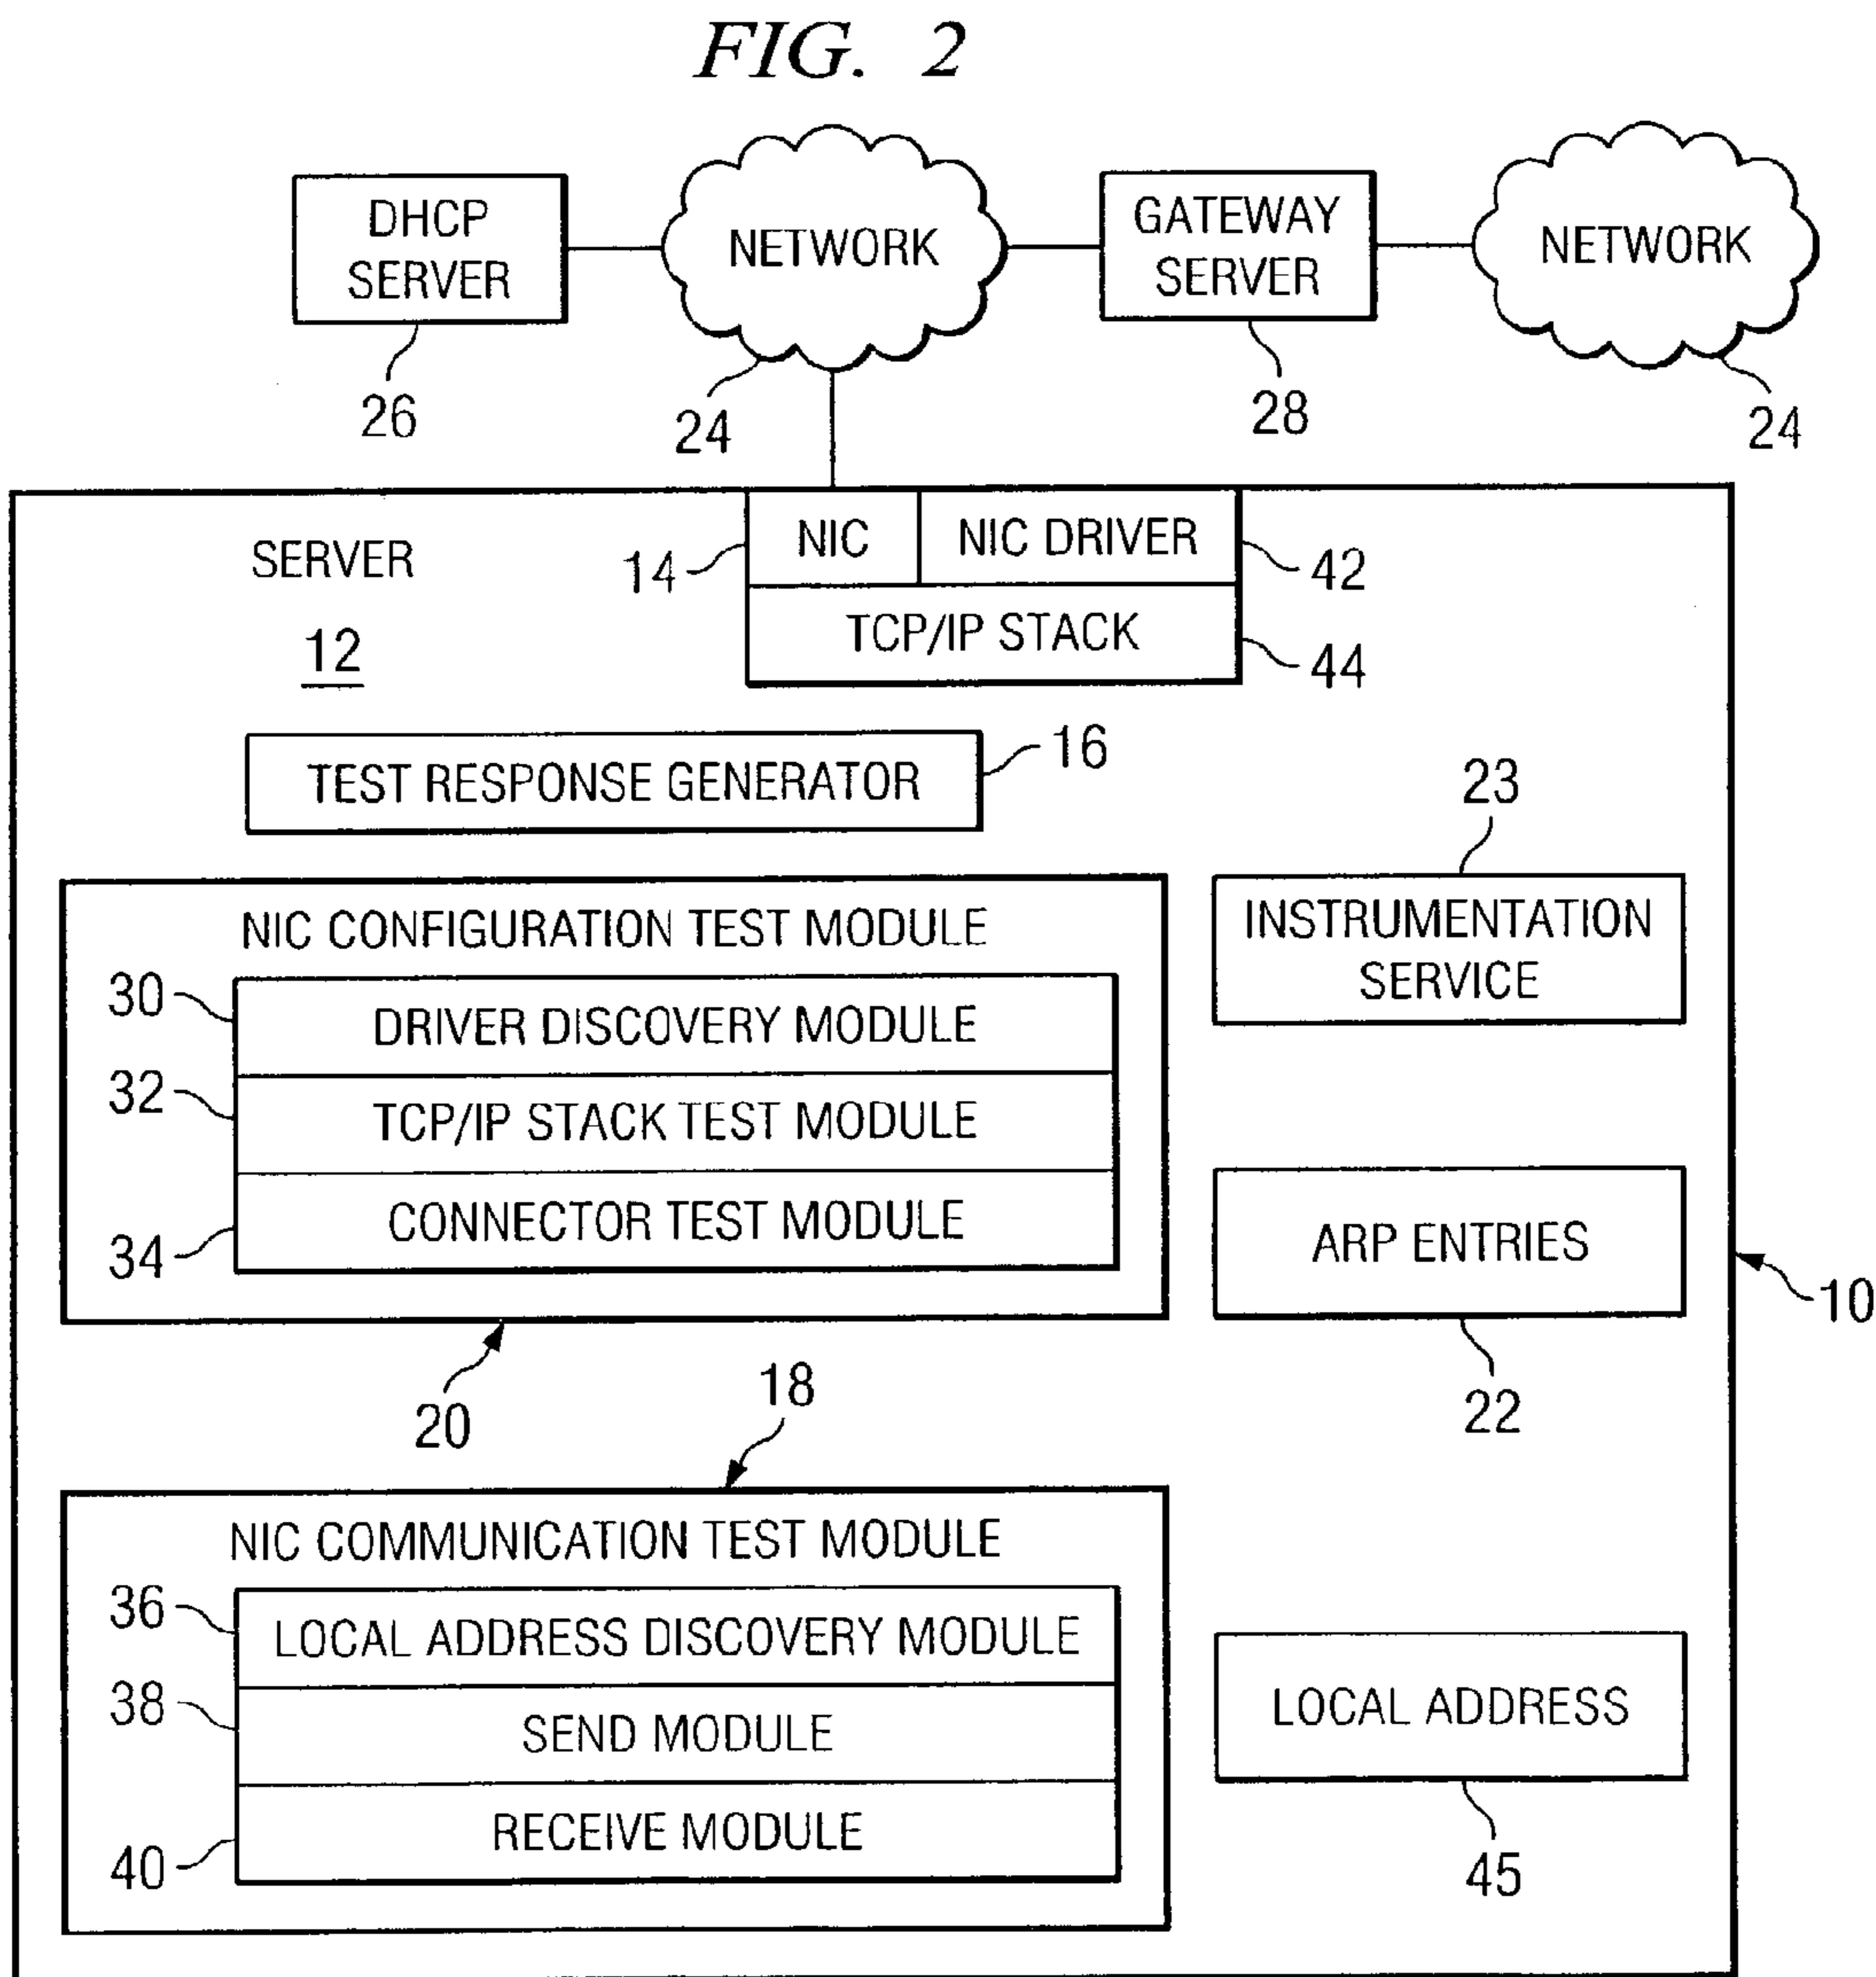 FIG. 2
DHCP
SERVER
NETWORK
GATEWAY
SERVER
NETWORK
26
24
28
24
SERVER
12
14
NIC
NIC DRIVER
42
TCP/IP STACK
44
TEST RESPONSE GENERATOR
16
23
NIC CONFIGURATION TEST MODULE
INSTRUMENTATION
SERVICE
30
DRIVER DISCOVERY MODULE
32
TCP/IP STACK TEST MODULE
34
CONNECTOR TEST MODULE
ARP ENTRIES
10
20
18
22
NIC COMMUNICATION TEST MODULE
36
LOCAL ADDRESS DISCOVERY MODULE
38
SEND MODULE
40
RECEIVE MODULE
LOCAL ADDRESS
45